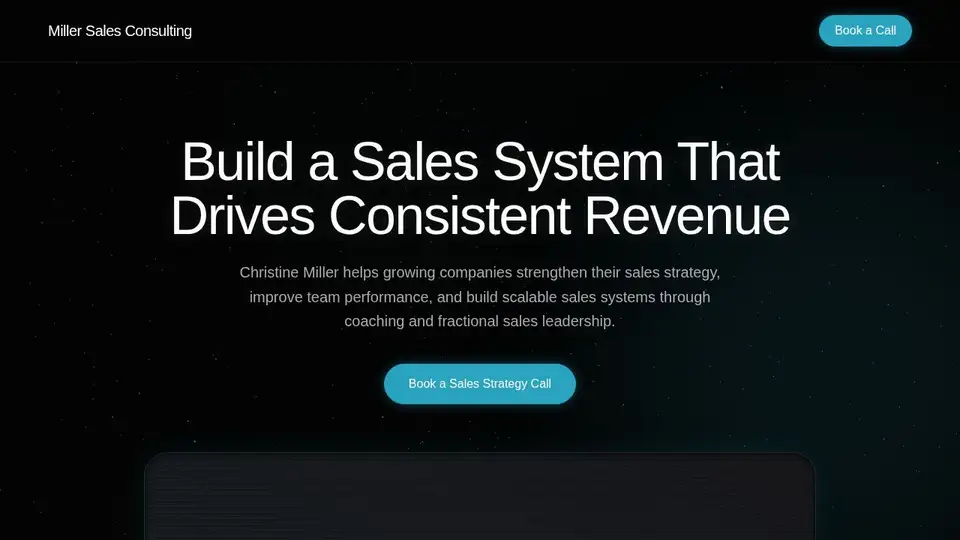 Miller Sales Consulting
Book a Call
Build a Sales System That
Drives Consistent Revenue
Christine Miller helps growing companies strengthen their sales strategy,
improve team performance, and build scalable sales systems through
coaching and fractional sales leadership.
Book a Sales Strategy Call